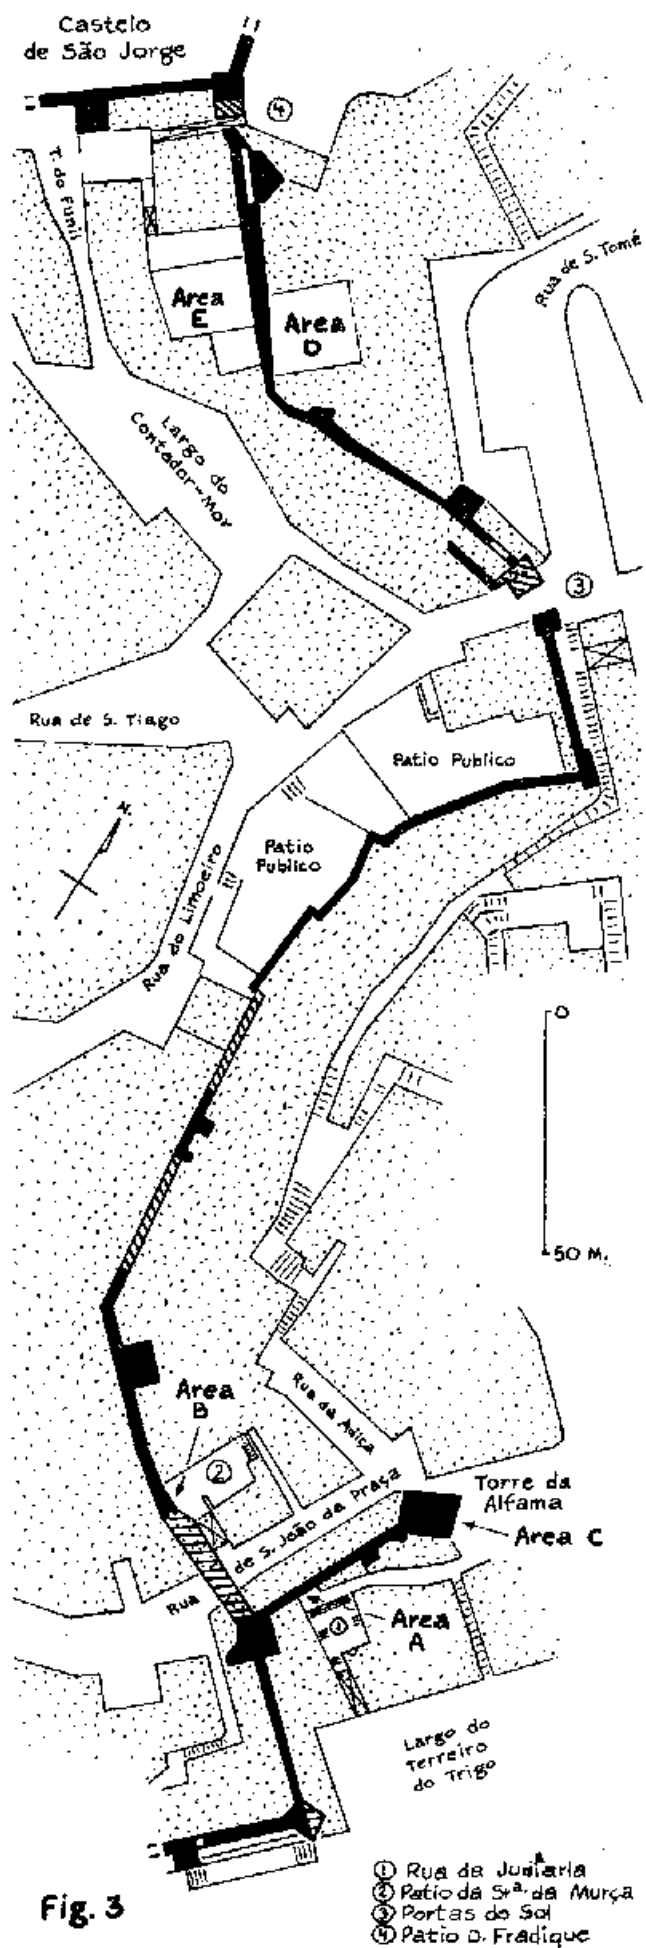 Castelo
de São Jorge
4
T. do Funil
Rua de S. Tomé
Area
E
Area
D
Largo do
Contador-Mor
3
Rua de S. Tiago
Patio Publico
N.
Patio
Publico
Rua do Limoeiro
0
50 M.
Area
B
Rua da Adiça
2
Torre da
Alfama
Rua de S. João da Praça
Area C
1
Area
A
Largo do
Terreiro
do Trigo
Fig. 3
1 Rua da Judiaria
2 Patio da Srª. da Murça
3 Portas do Sol
4 Patio D. Fradique